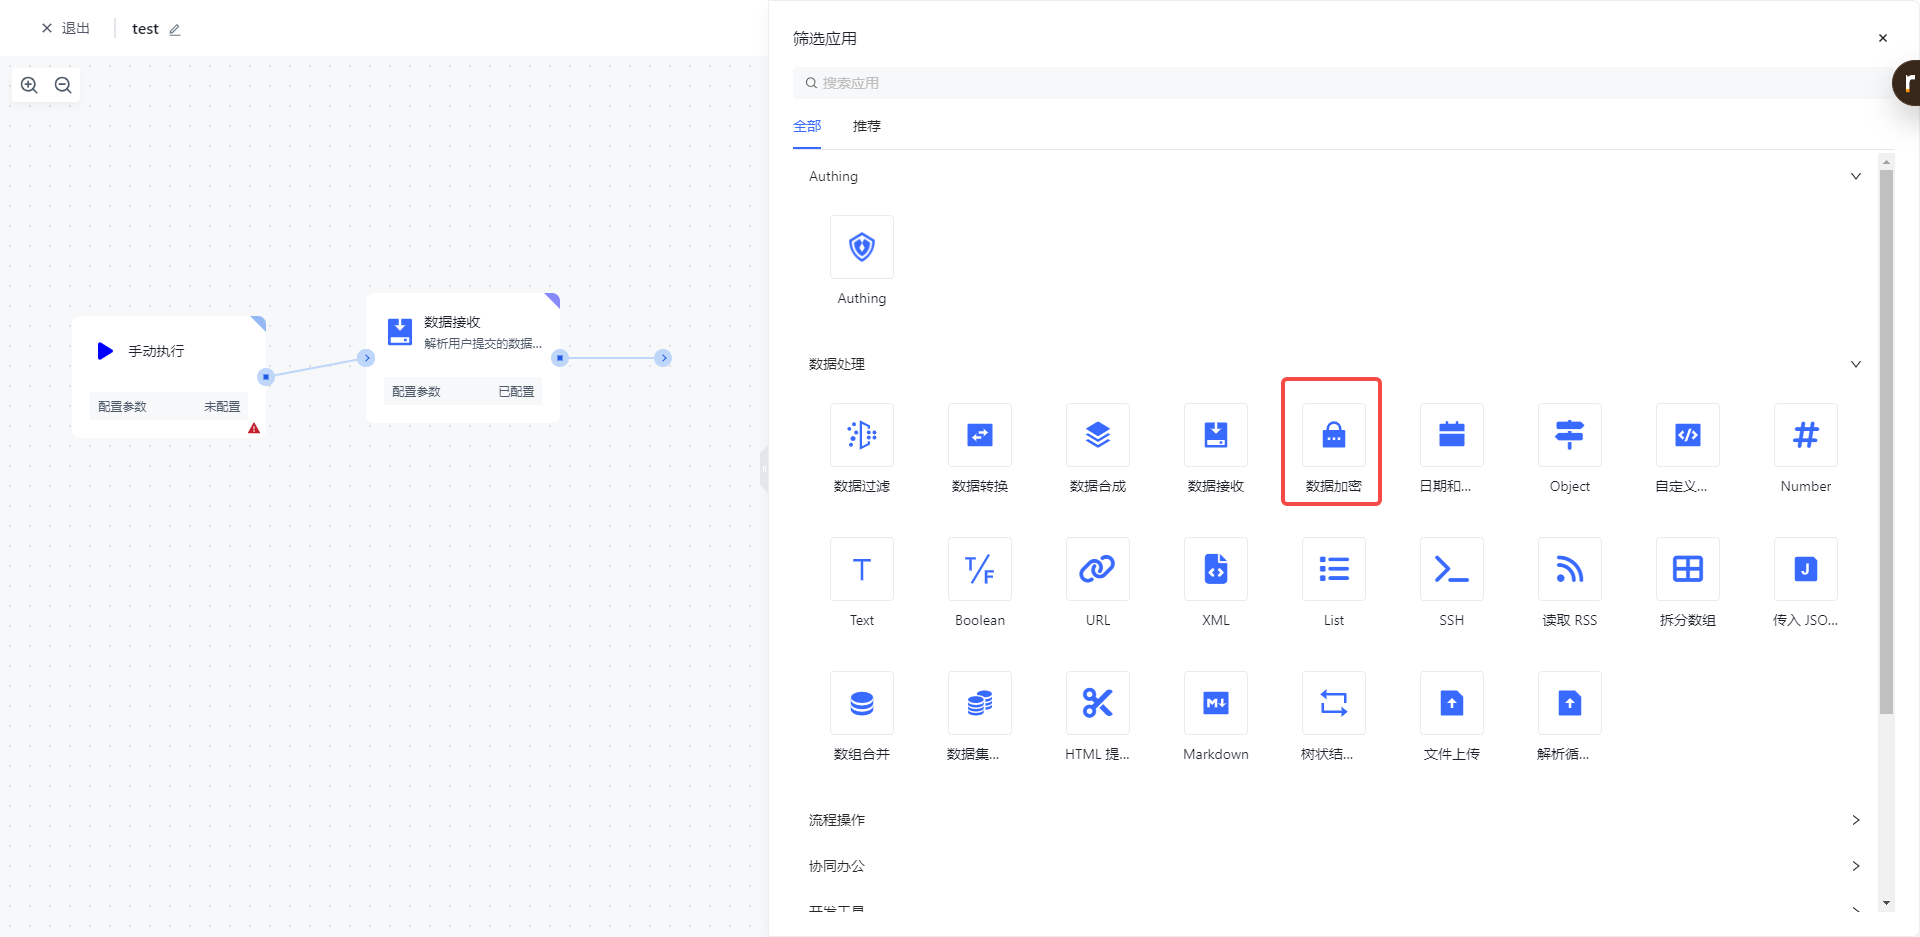 退出
test
手动执行
配置参数 未配置
数据接收
解析用户提交的数据...
配置参数 已配置
筛选应用
搜索应用
全部 推荐
Authing
Authing
数据处理
数据过滤 数据转换 数据合成 数据接收 数据加密 日期和... Object 自定义... Number
T T/F J
Text Boolean URL XML List SSH 读取 RSS 拆分数组 传入 JSO...
M
数组合并 数据集... HTML 提... Markdown 树状结... 文件上传 解析循...
流程操作
协同办公
开发工具
r